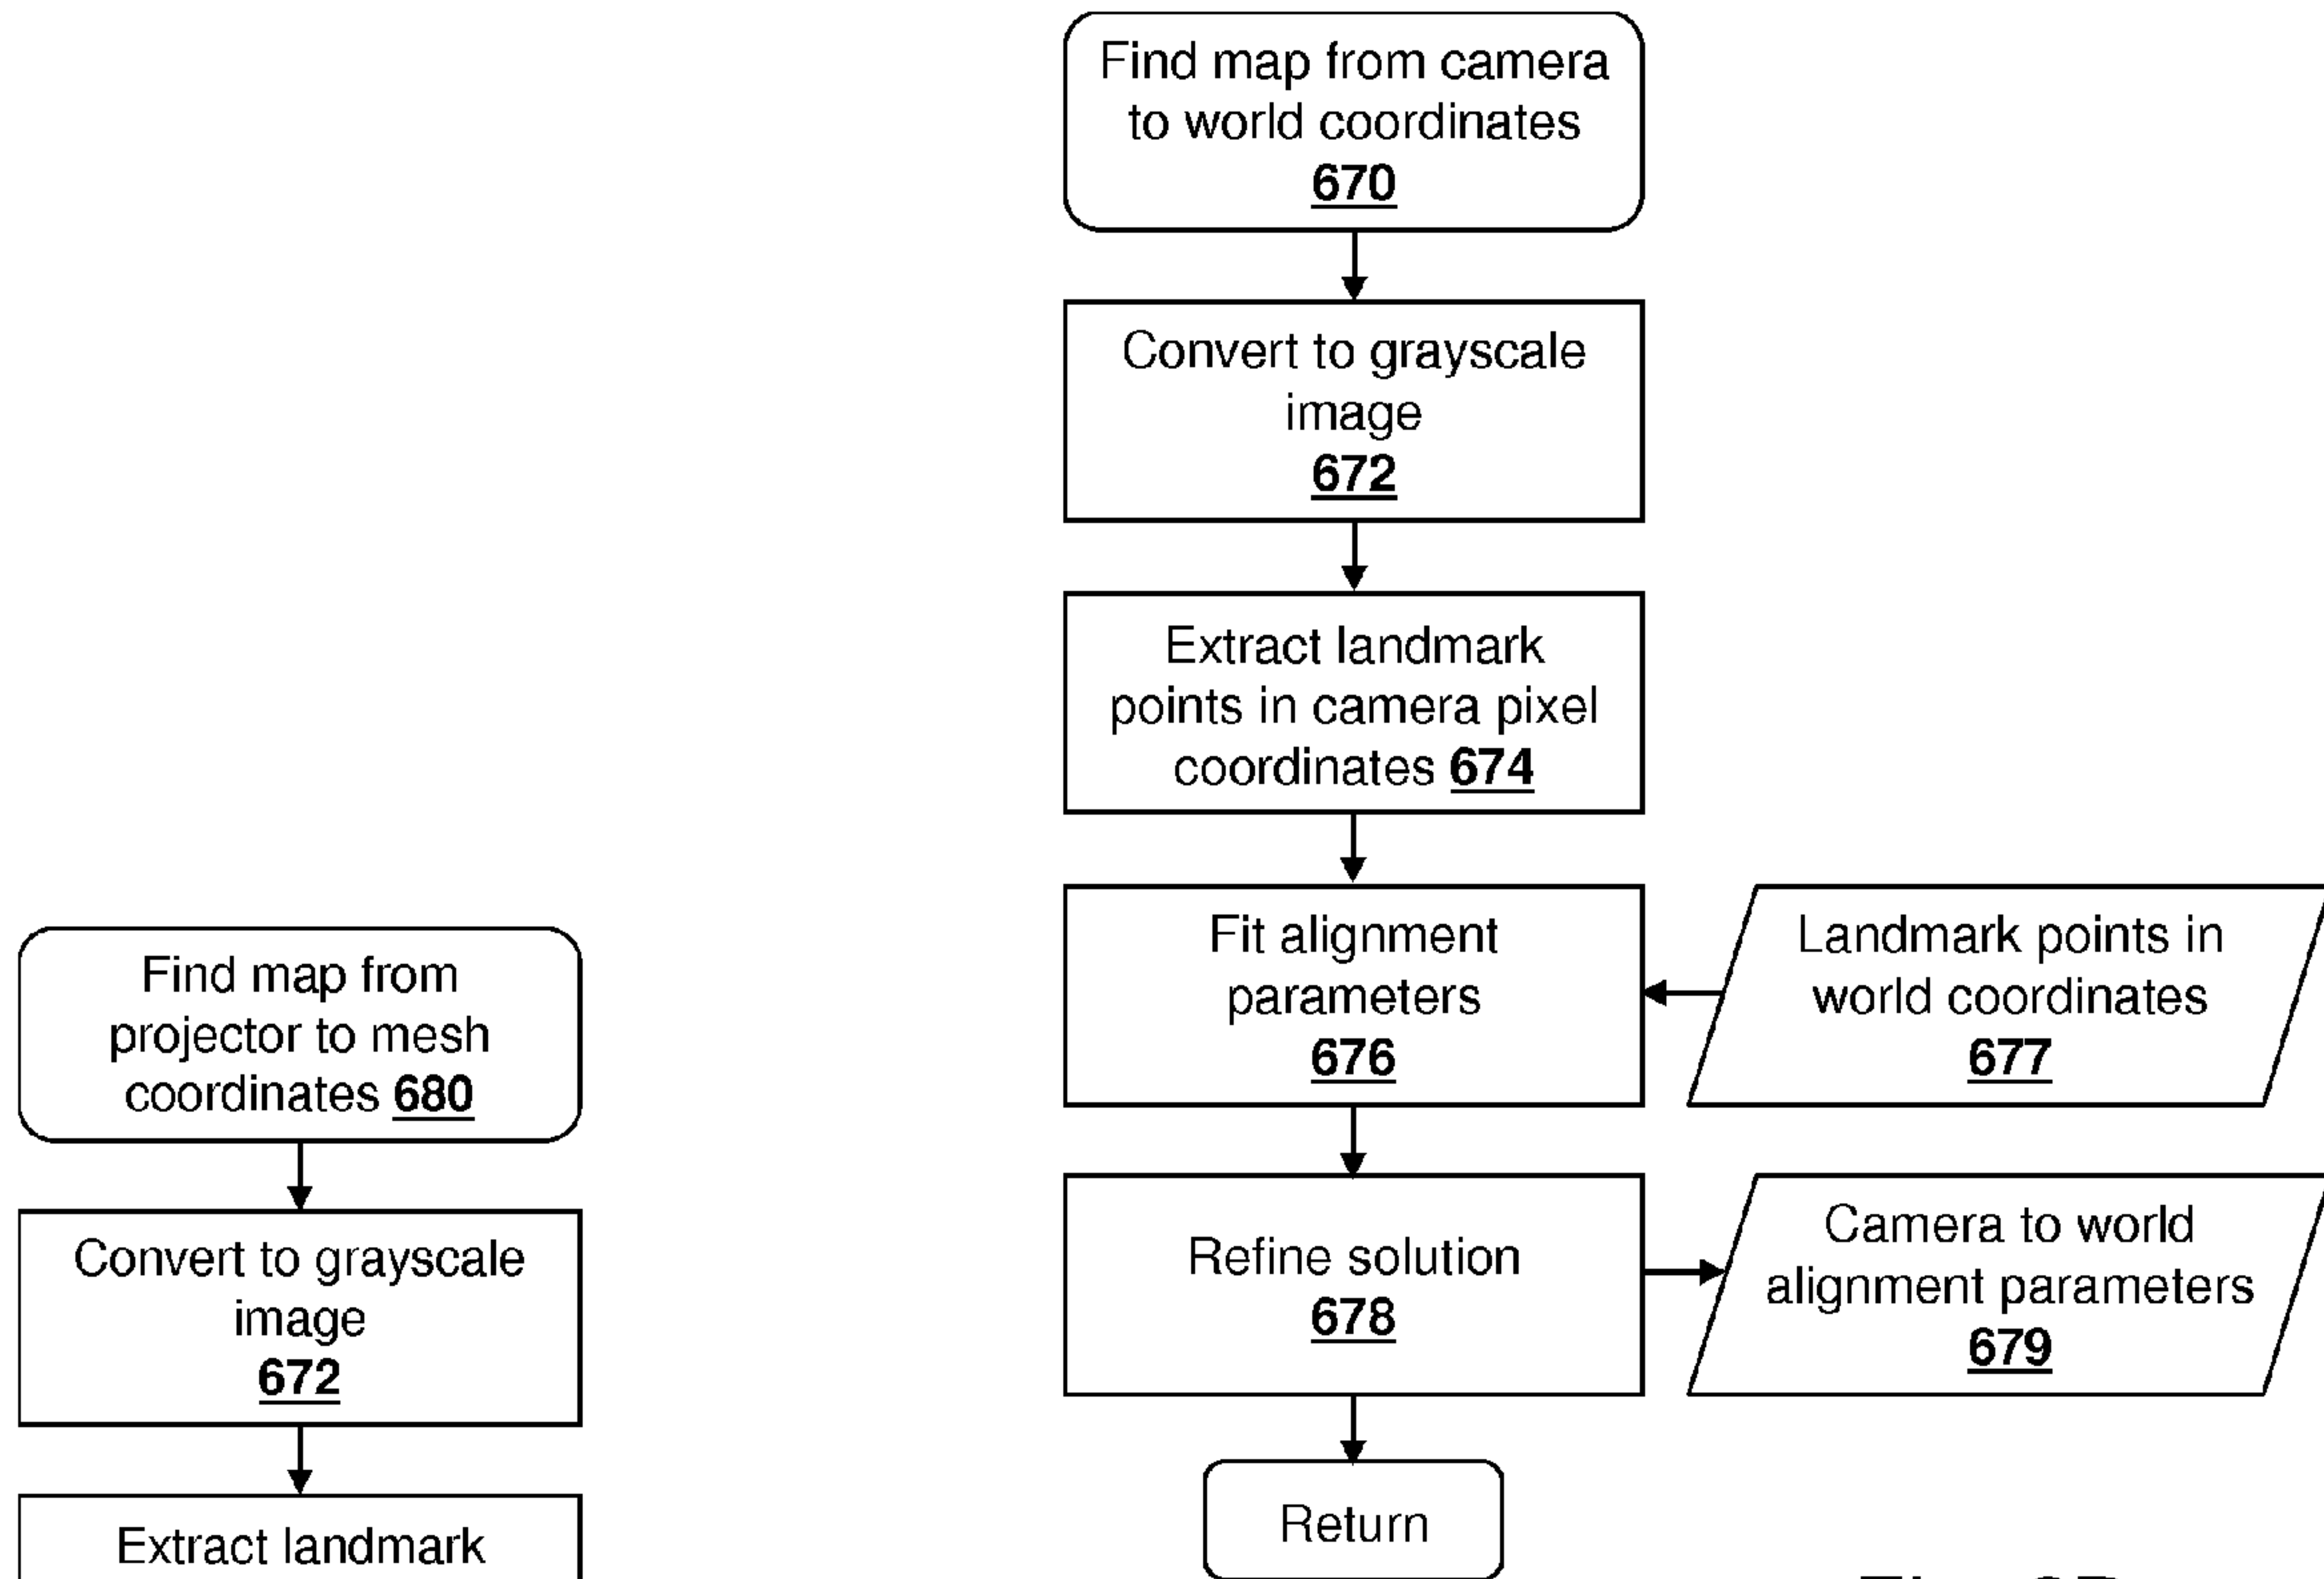 Find map from camera
to world coordinates
670
Convert to grayscale
image
672
Extract landmark
points in camera pixel
coordinates 674
Fit alignment
parameters
676
Landmark points in
world coordinates
677
Refine solution
678
Camera to world
alignment parameters
679
Return
Find map from
projector to mesh
coordinates 680
Convert to grayscale
image
672
Extract landmark